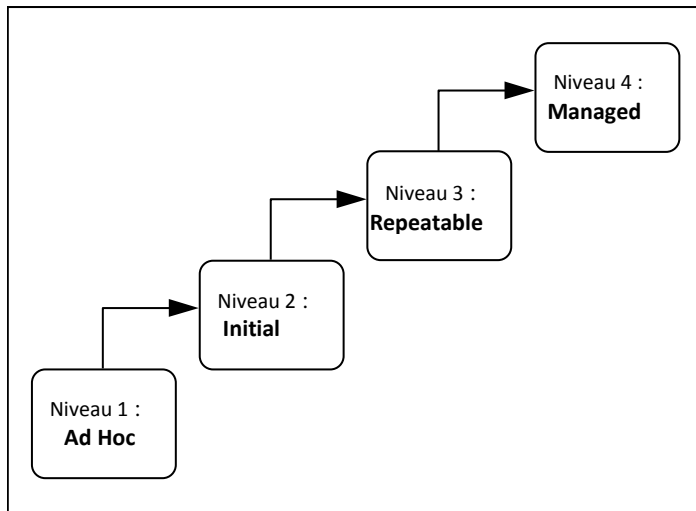 Niveau 4 :
Managed
Niveau 3 :
Repeatable
Niveau 2 :
Initial
Niveau 1 :
Ad Hoc